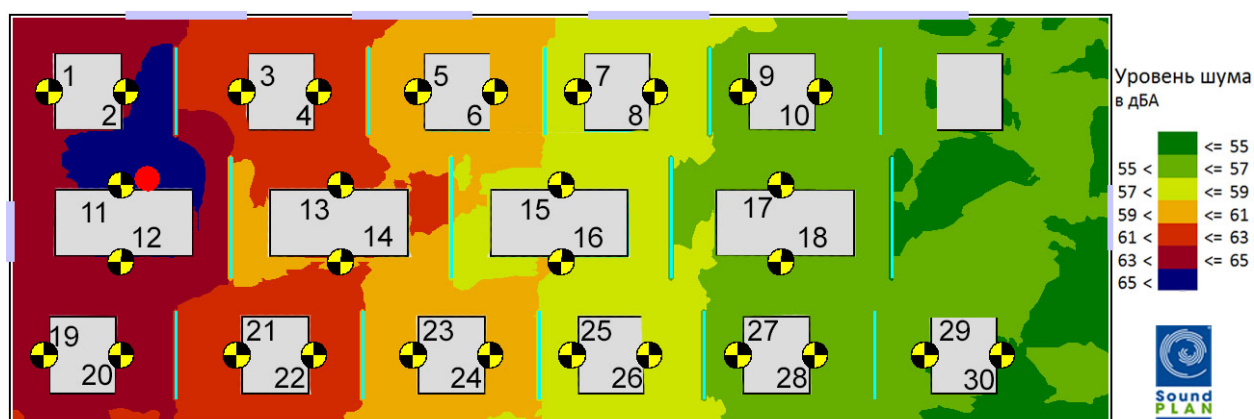 1 3 5 7 9
2 4 6 8 10
11 13 15 17
12 14 16 18
19 21 23 25 27 29
20 22 24 26 28 30
Уровень шума
в дБА
<= 55
55 < <= 57
57 < <= 59
59 < <= 61
61 < <= 63
63 < <= 65
65 <
Sound
PLAN